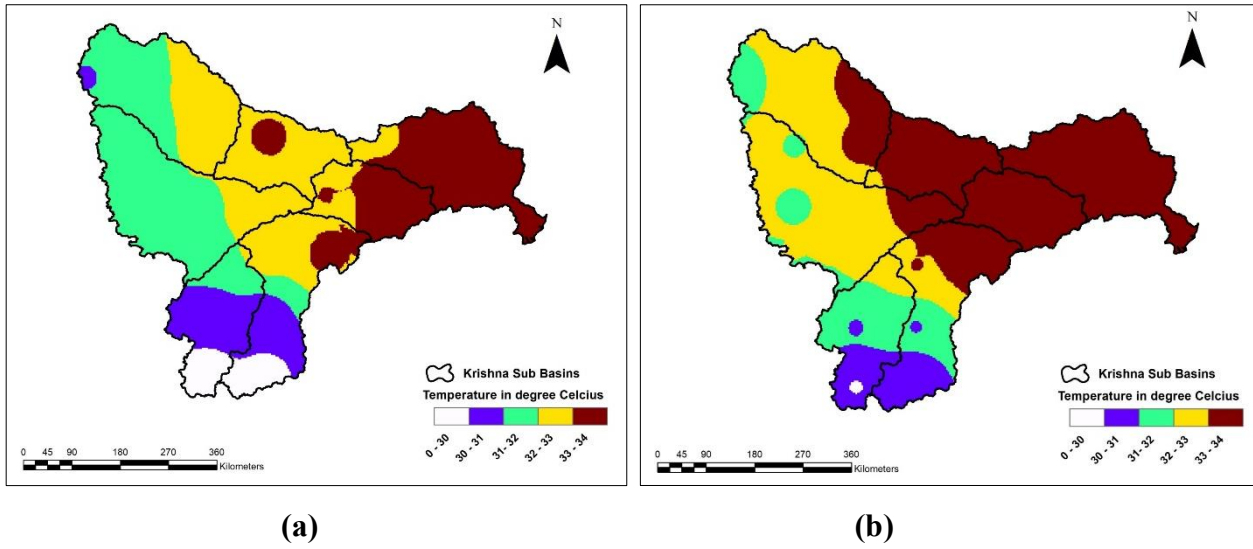 N
Krishna Sub Basins
Temperature in degree Celcius
0 - 30
30 - 31
31-32
32 - 33
33 - 34
0 45 90 180 270 360
Kilometers
N
Krishna Sub Basins
Temperature in degree Celcius
0 - 30
30 - 31
31-32
32 - 33
33 - 34
0 45 90 180 270 360
Kilometers
(a)
(b)